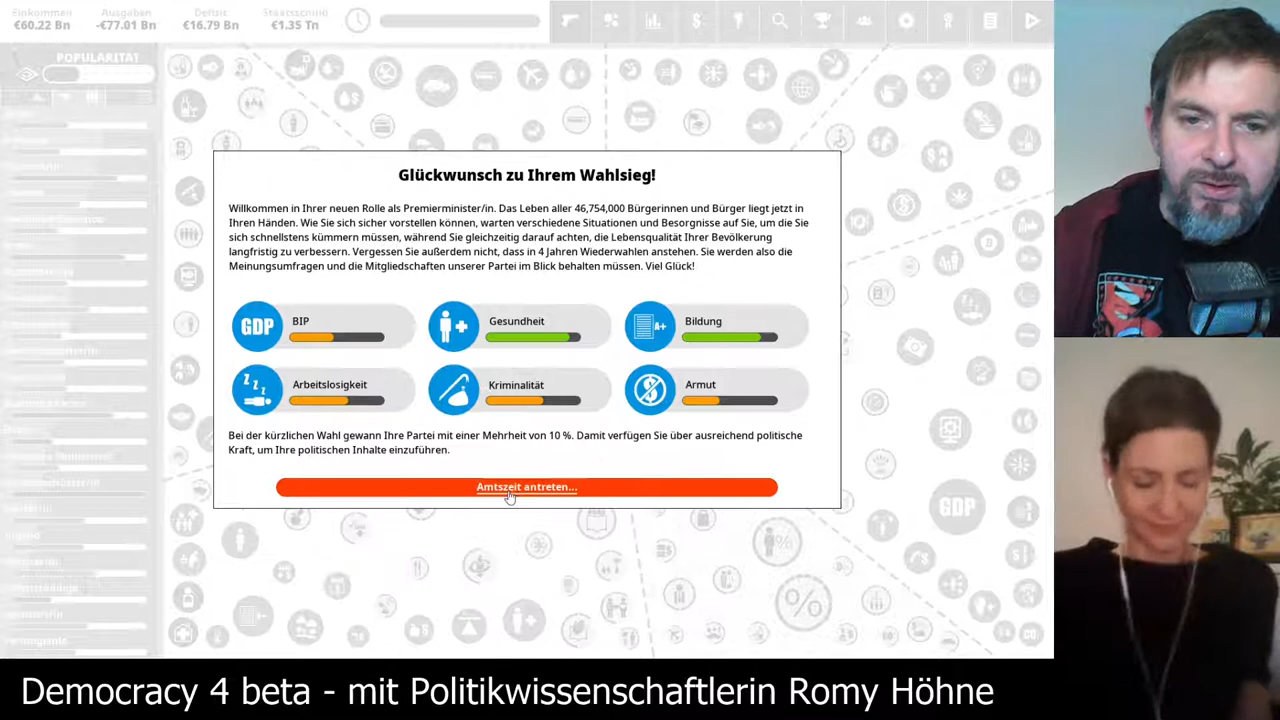 Einkommen Ausgaben Defizit Staatsschuld
€60.22 Bn -€77.01 Bn €16.79 Bn €1.35 Tn
POPULARITÄT
Glückwunsch zu Ihrem Wahlsieg!
Willkommen in Ihrer neuen Rolle als Premierminister/in. Das Leben aller 46,754,000 Bürgerinnen und Bürger liegt jetzt in
Ihren Händen. Wie Sie sich sicher vorstellen können, warten verschiedene Situationen und Besorgnisse auf Sie, um die Sie
sich schnellstens kümmern müssen, während Sie gleichzeitig darauf achten, die Lebensqualität Ihrer Bevölkerung
langfristig zu verbessern. Vergessen Sie außerdem nicht, dass in 4 Jahren Wiederwahlen anstehen. Sie werden also die
Meinungsumfragen und die Mitgliedschaften unserer Partei im Blick behalten müssen. Viel Glück!
GDP BIP Gesundheit A+ Bildung
Z Z Z Arbeitslosigkeit Kriminalität $ Armut
Bei der kürzlichen Wahl gewann Ihre Partei mit einer Mehrheit von 10 %. Damit verfügen Sie über ausreichend politische
Kraft, um Ihre politischen Inhalte einzuführen.
Amtszeit antreten...
GDP
Democracy 4 beta - mit Politikwissenschaftlerin Romy Höhne